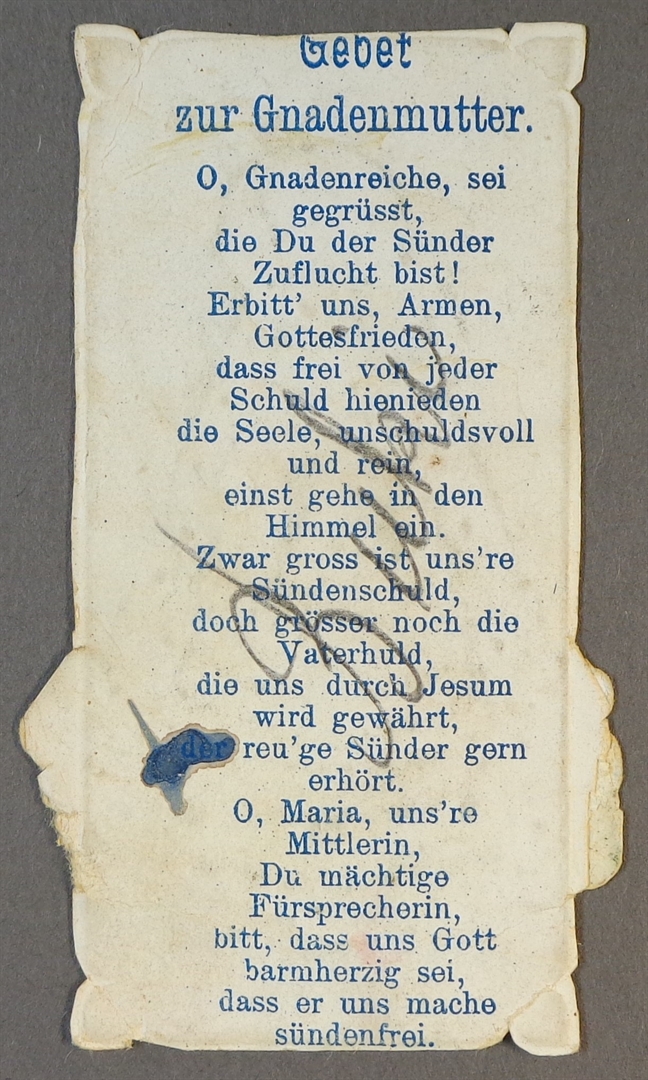 Gebet
zur Gnadenmutter.
O, Gnadenreiche, sei
gegrüsst,
die Du der Sünder
Zuflucht bist!
Erbitt' uns, Armen,
Gottesfrieden,
dass frei von jeder
Schuld hienieden
die Seele, unschuldsvoll
und rein,
einst gehe in den
Himmel ein.
Zwar gross ist uns're
Sündenschuld,
doch grösser noch die
Vaterhuld,
die uns durch Jesum
wird gewährt,
der reu'ge Sünder gern
erhört.
O, Maria, uns're
Mittlerin,
Du mächtige
Fürsprecherin,
bitt, dass uns Gott
barmherzig sei,
dass er uns mache
sündenfrei.